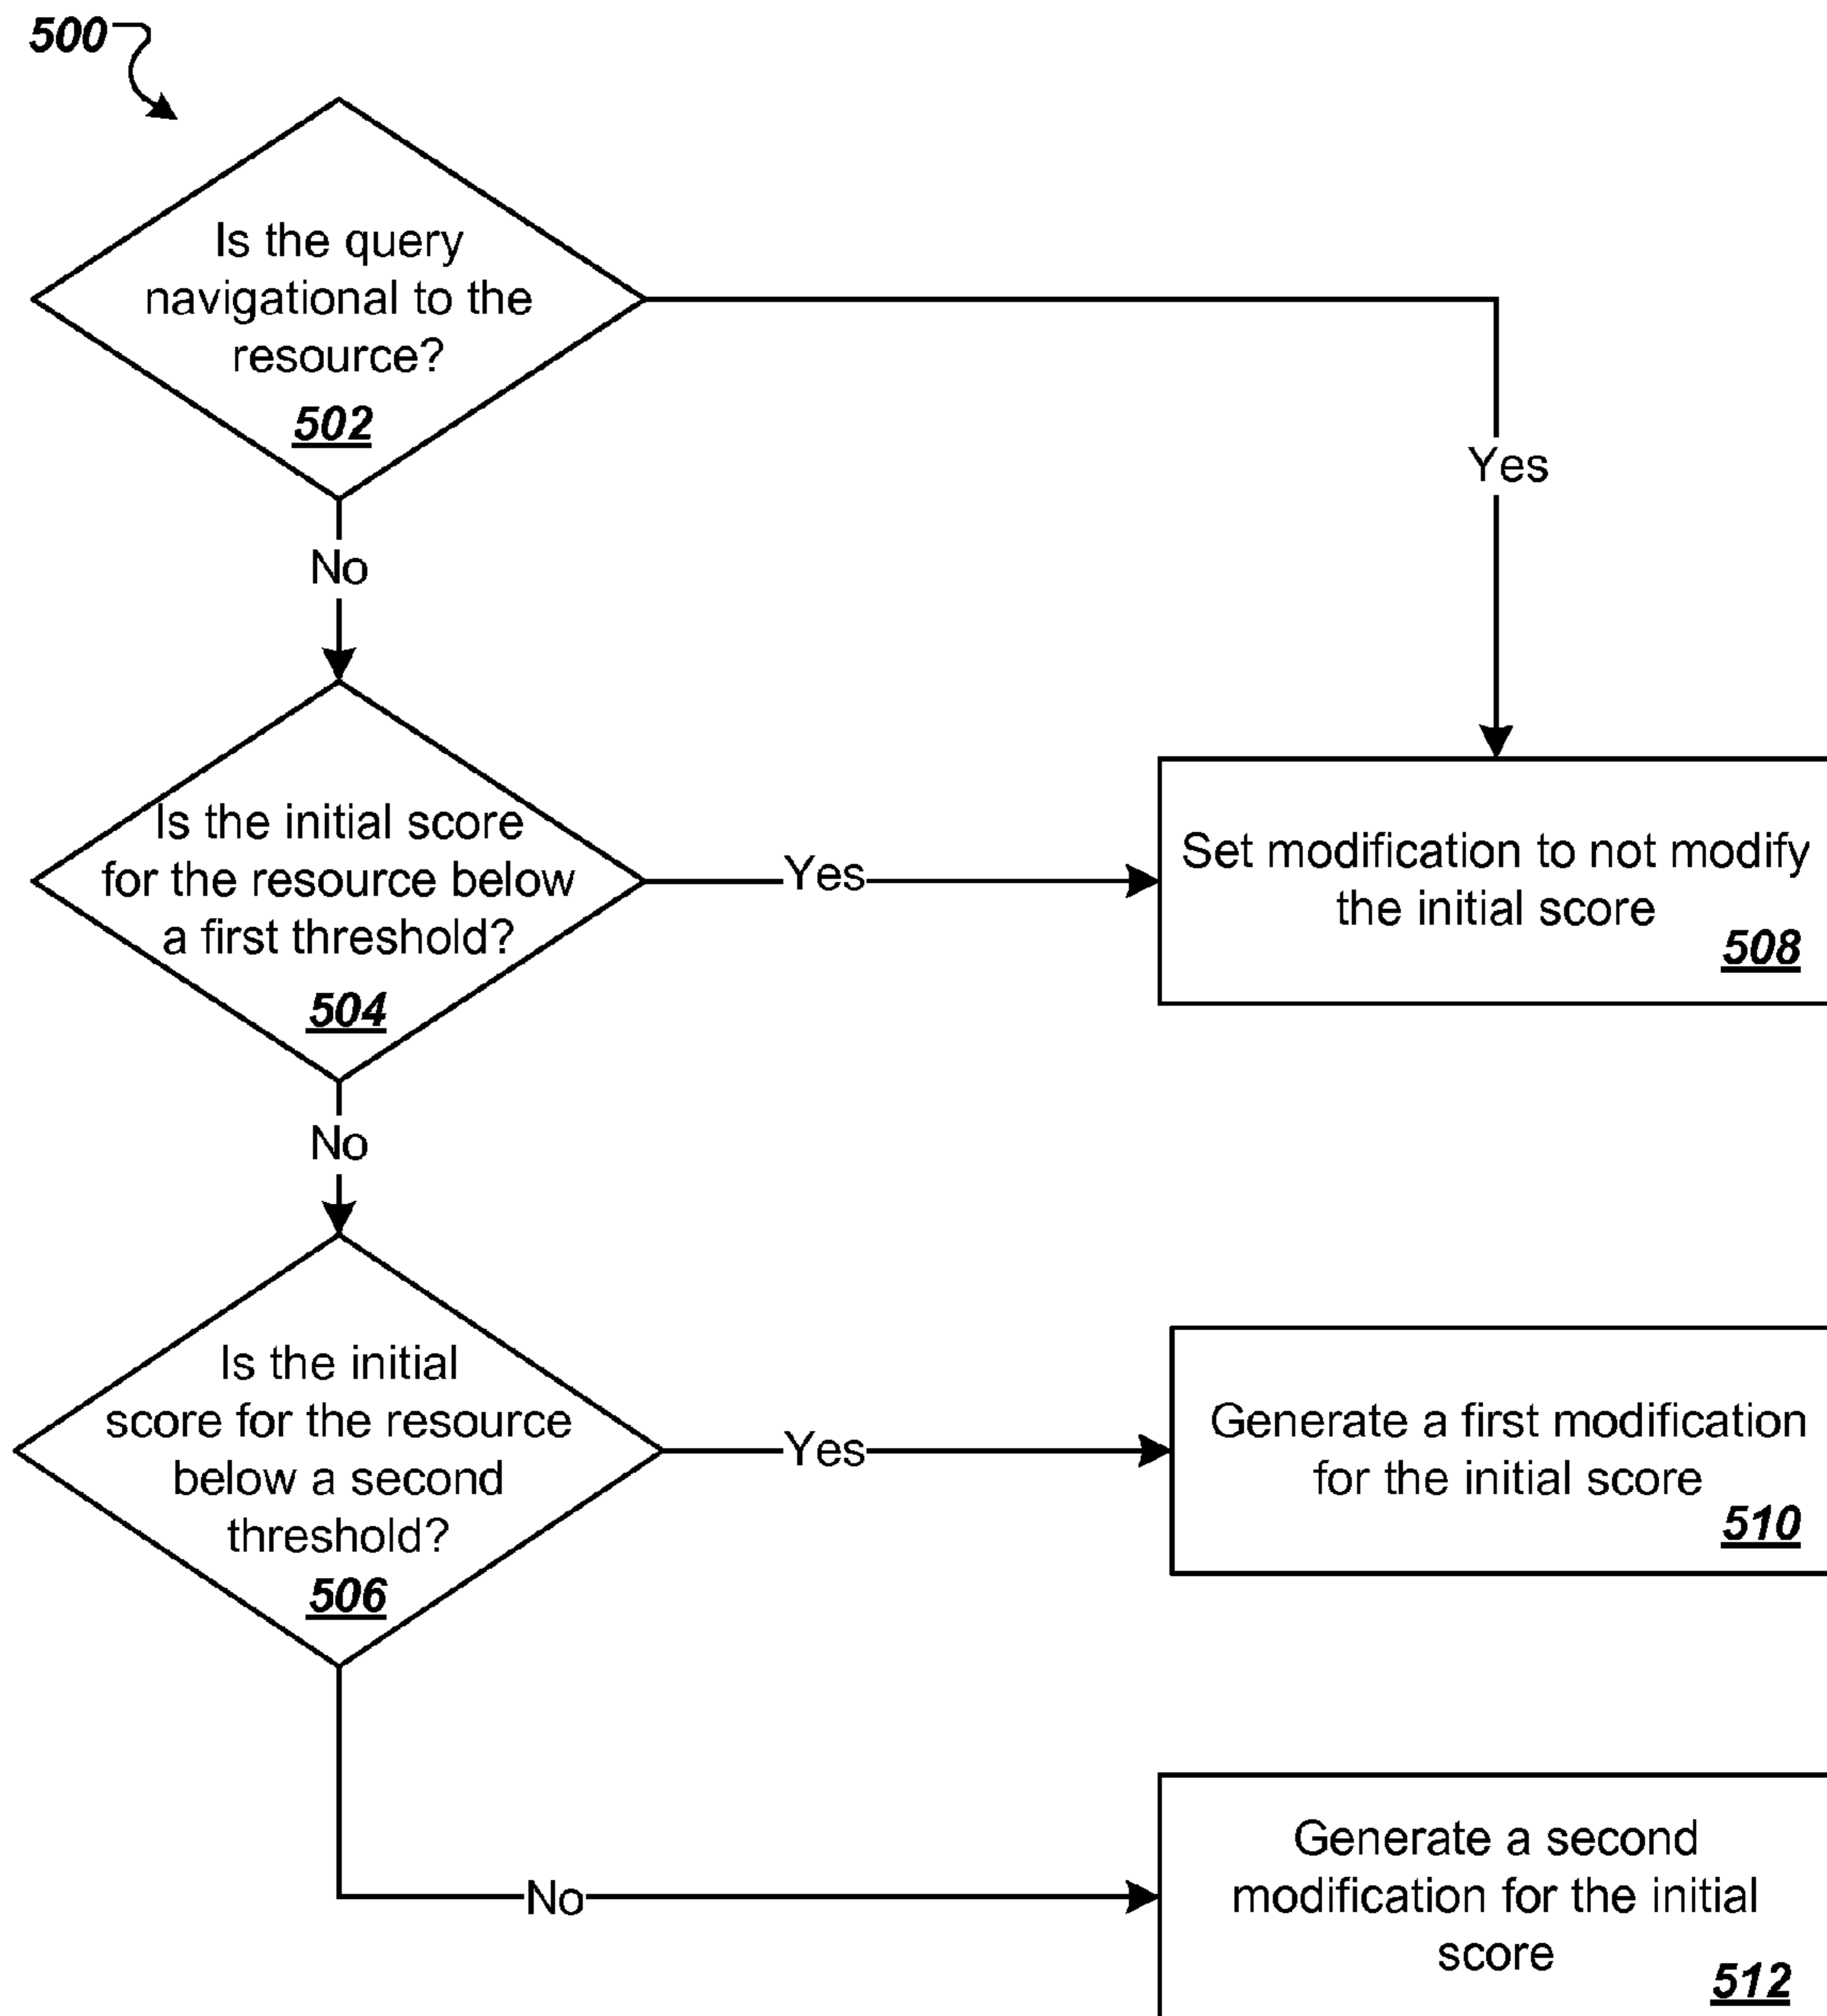 500
Is the query
navigational to the
resource?
502
Yes
No
Is the initial score
for the resource below
a first threshold?
504
Yes
Set modification to not modify
the initial score
508
No
Is the initial
score for the resource
below a second
threshold?
506
Yes
Generate a first modification
for the initial score
510
No
Generate a second
modification for the initial
score
512